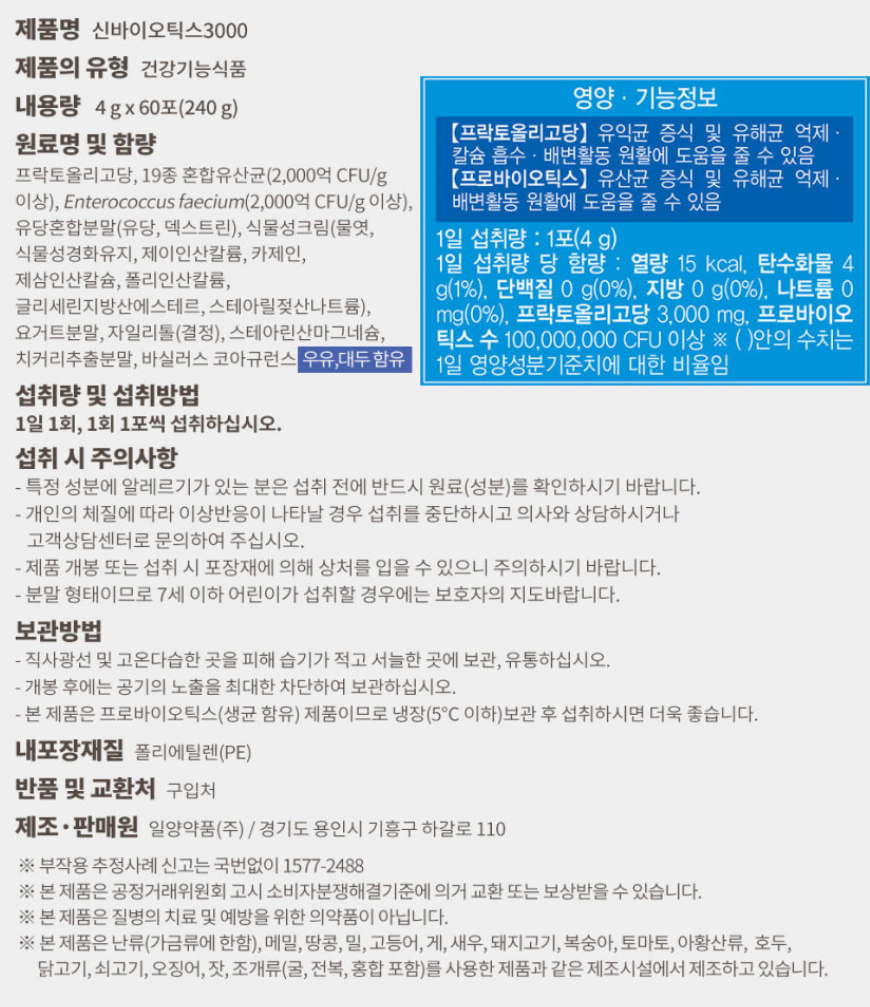 제품명 신바이오틱스3000
제품의 유형 건강기능식품
내용량 4 g x 60포(240 g)
원료명 및 함량
프락토올리고당, 19종 혼합유산균(2,000억 CFU/g
이상), Enterococcus faecium(2,000억 CFU/g 이상),
유당혼합분말(유당, 덱스트린), 식물성크림(물엿,
식물성경화유지, 제이인산칼륨, 카제인,
제삼인산칼슘, 폴리인산칼륨,
글리세린지방산에스테르, 스테아릴젖산나트륨),
요거트분말, 자일리톨(결정), 스테아린산마그네슘,
치커리추출분말, 바실러스 코아규런스 우유,대두 함유
영양 · 기능정보
【프락토올리고당】 유익균 증식 및 유해균 억제 ·
칼슘 흡수 · 배변활동 원활에 도움을 줄 수 있음
【프로바이오틱스】 유산균 증식 및 유해균 억제 ·
배변활동 원활에 도움을 줄 수 있음
1일 섭취량 : 1포(4 g)
1일 섭취량 당 함량 : 열량 15 kcal, 탄수화물 4
g(1%), 단백질 0 g(0%), 지방 0 g(0%), 나트륨 0
mg(0%), 프락토올리고당 3,000 mg, 프로바이오
틱스 수 100,000,000 CFU 이상 ※ ( )안의 수치는
1일 영양성분기준치에 대한 비율임
섭취량 및 섭취방법
1일 1회, 1회 1포씩 섭취하십시오.
섭취 시 주의사항
- 특정 성분에 알레르기가 있는 분은 섭취 전에 반드시 원료(성분)를 확인하시기 바랍니다.
- 개인의 체질에 따라 이상반응이 나타날 경우 섭취를 중단하시고 의사와 상담하시거나
고객상담센터로 문의하여 주십시오.
- 제품 개봉 또는 섭취 시 포장재에 의해 상처를 입을 수 있으니 주의하시기 바랍니다.
- 분말 형태이므로 7세 이하 어린이가 섭취할 경우에는 보호자의 지도바랍니다.
보관방법
- 직사광선 및 고온다습한 곳을 피해 습기가 적고 서늘한 곳에 보관, 유통하십시오.
- 개봉 후에는 공기의 노출을 최대한 차단하여 보관하십시오.
- 본 제품은 프로바이오틱스(생균 함유) 제품이므로 냉장(5°C 이하)보관 후 섭취하시면 더욱 좋습니다.
내포장재질 폴리에틸렌(PE)
반품 및 교환처 구입처
제조·판매원 일양약품(주) / 경기도 용인시 기흥구 하갈로 110
※ 부작용 추정사례 신고는 국번없이 1577-2488
※ 본 제품은 공정거래위원회 고시 소비자분쟁해결기준에 의거 교환 또는 보상받을 수 있습니다.
※ 본 제품은 질병의 치료 및 예방을 위한 의약품이 아닙니다.
※ 본 제품은 난류(가금류에 한함), 메밀, 땅콩, 밀, 고등어, 게, 새우, 돼지고기, 복숭아, 토마토, 아황산류, 호두,
닭고기, 쇠고기, 오징어, 잣, 조개류(굴, 전복, 홍합 포함)를 사용한 제품과 같은 제조시설에서 제조하고 있습니다.